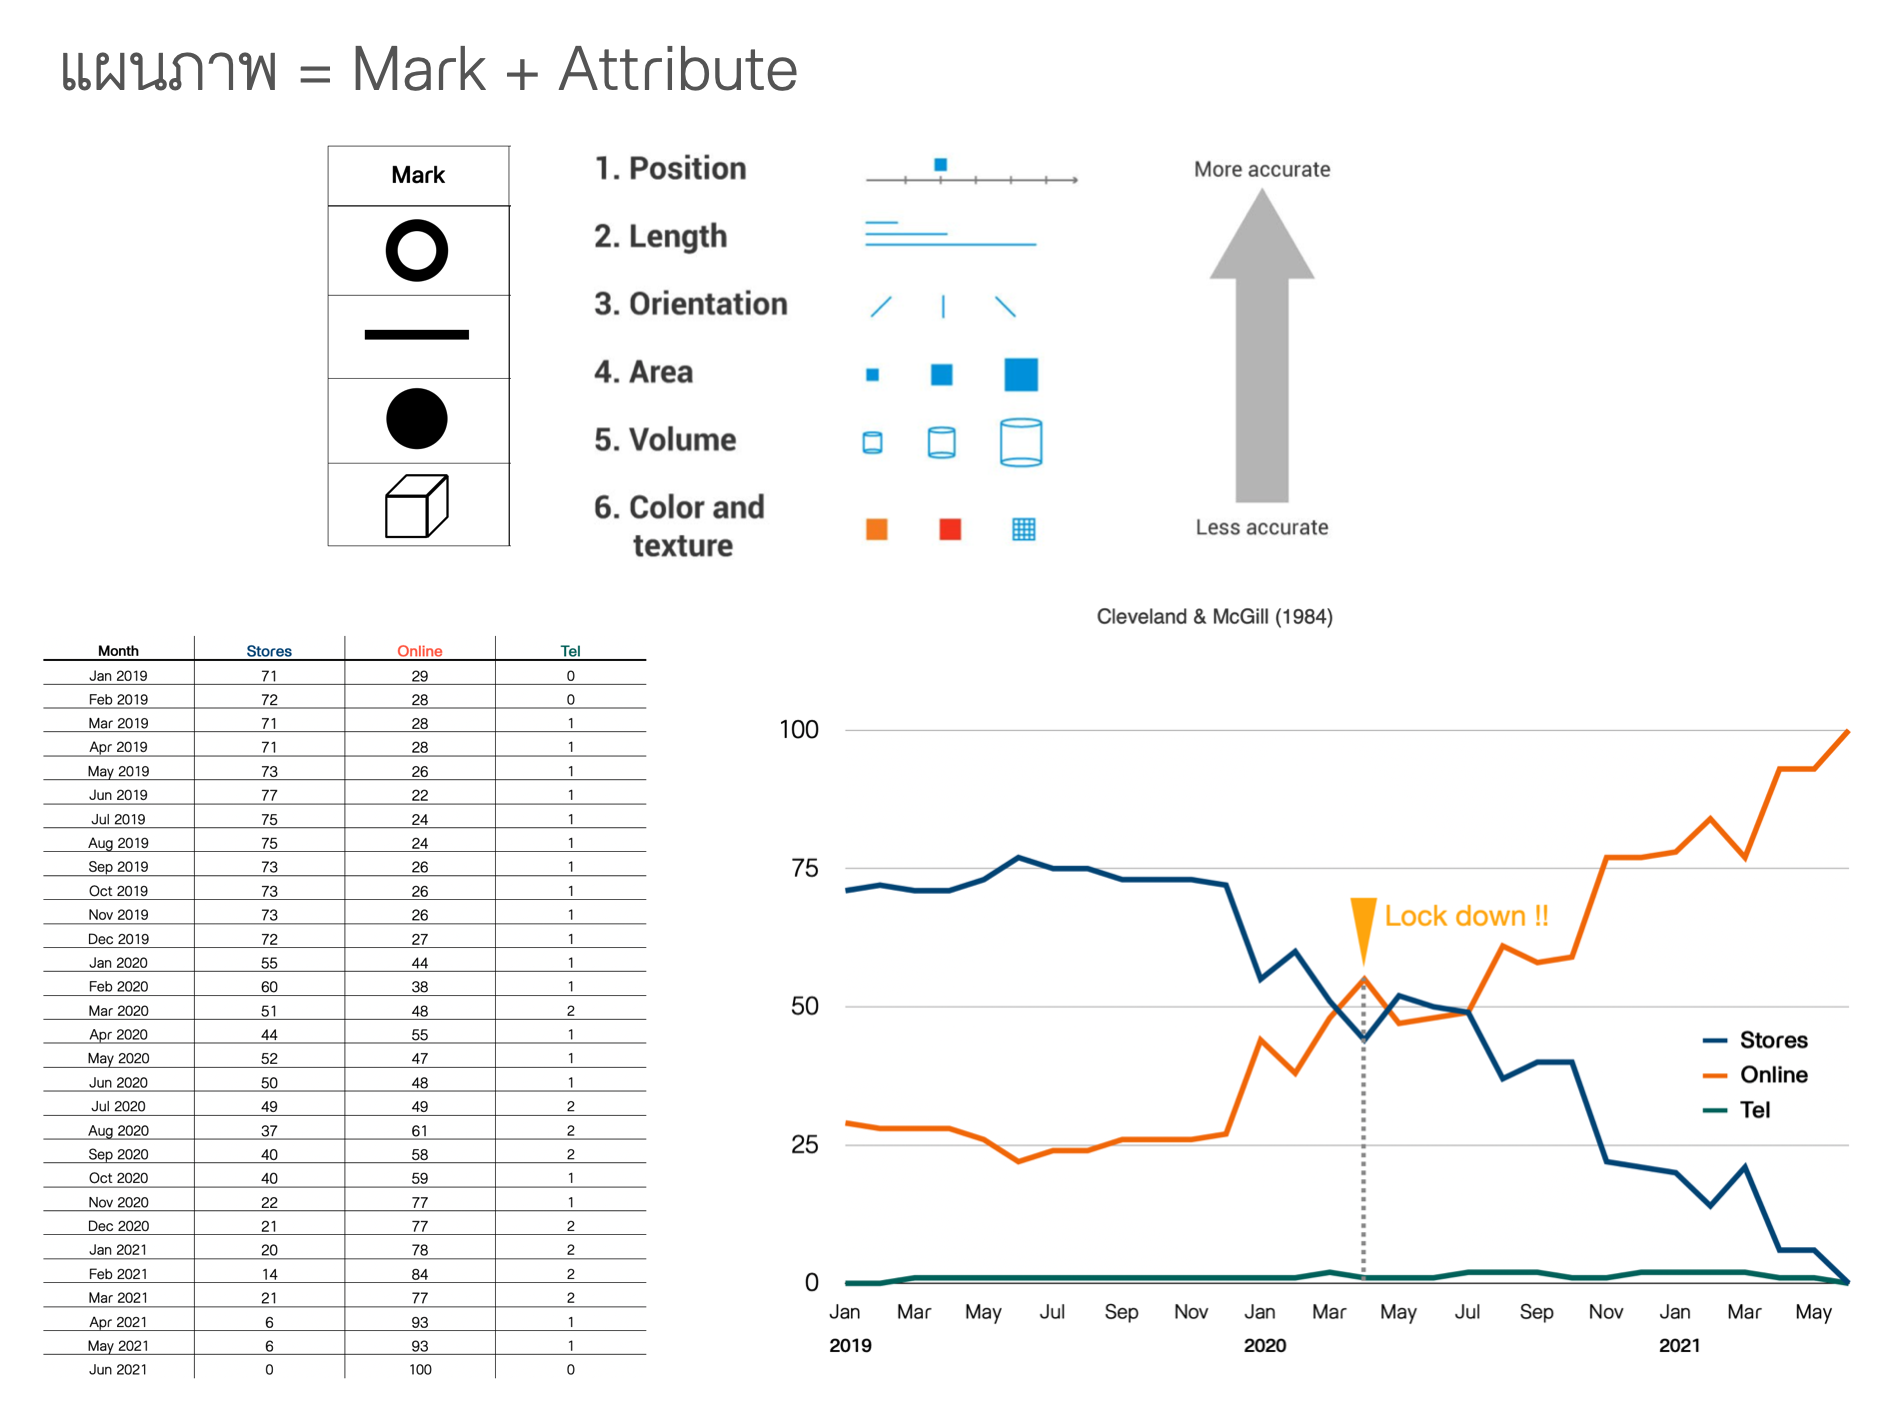 แผนภาพ = Mark + Attribute
Mark
1. Position
2. Length
3. Orientation
4. Area
5. Volume
6. Color and
texture
More accurate
Less accurate
Cleveland & McGill (1984)
Month Stores Online Tel
Jan 2019 71 29 0
Feb 2019 72 28 0
Mar 2019 71 28 1
Apr 2019 71 28 1
May 2019 73 26 1
Jun 2019 77 22 1
Jul 2019 75 24 1
Aug 2019 75 24 1
Sep 2019 73 26 1
Oct 2019 73 26 1
Nov 2019 73 26 1
Dec 2019 72 27 1
Jan 2020 55 44 1
Feb 2020 60 38 1
Mar 2020 51 48 2
Apr 2020 44 55 1
May 2020 52 47 1
Jun 2020 50 48 1
Jul 2020 49 49 2
Aug 2020 37 61 2
Sep 2020 40 58 2
Oct 2020 40 59 1
Nov 2020 22 77 1
Dec 2020 21 77 2
Jan 2021 20 78 2
Feb 2021 14 84 2
Mar 2021 21 77 2
Apr 2021 6 93 1
May 2021 6 93 1
Jun 2021 0 100 0
100
75
50
25
0
Lock down !!
Stores
Online
Tel
Jan Mar May Jul Sep Nov Jan Mar May Jul Sep Nov Jan Mar May
2019 2020 2021